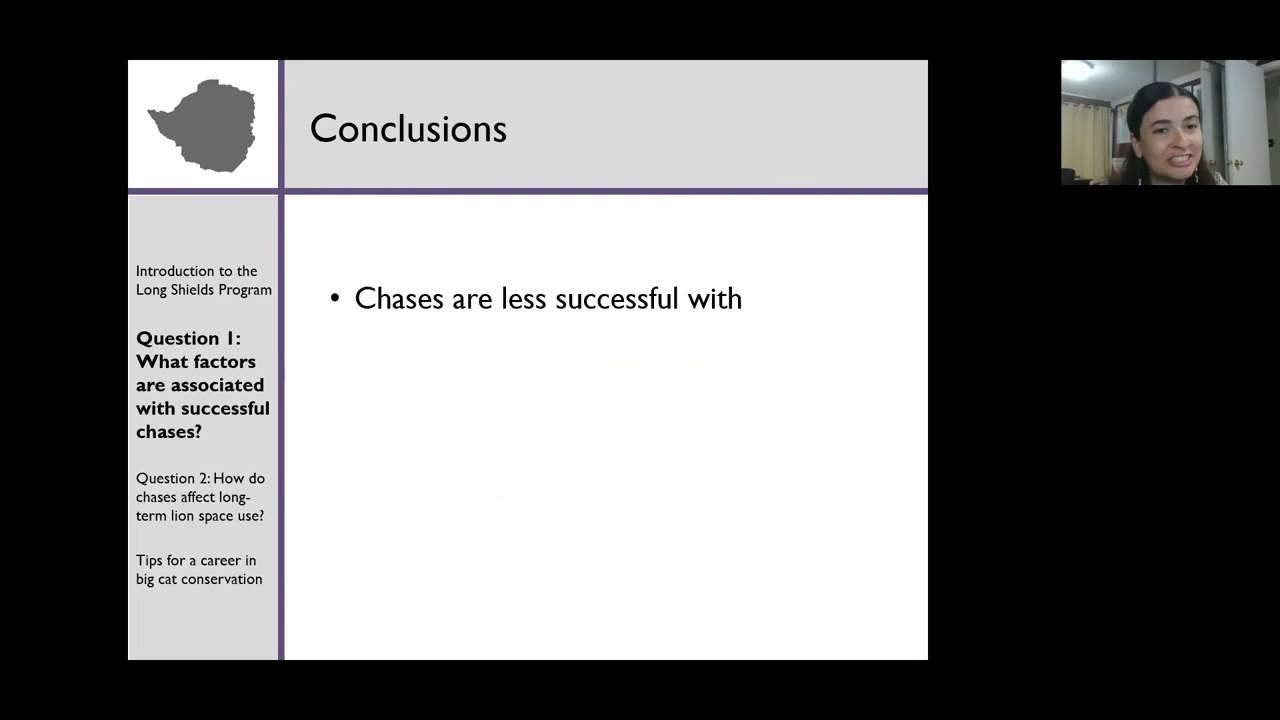 Conclusions
Introduction to the
Long Shields Program
Question 1:
What factors
are associated
with successful
chases?
Question 2: How do
chases affect long-
term lion space use?
Tips for a career in
big cat conservation
• Chases are less successful with